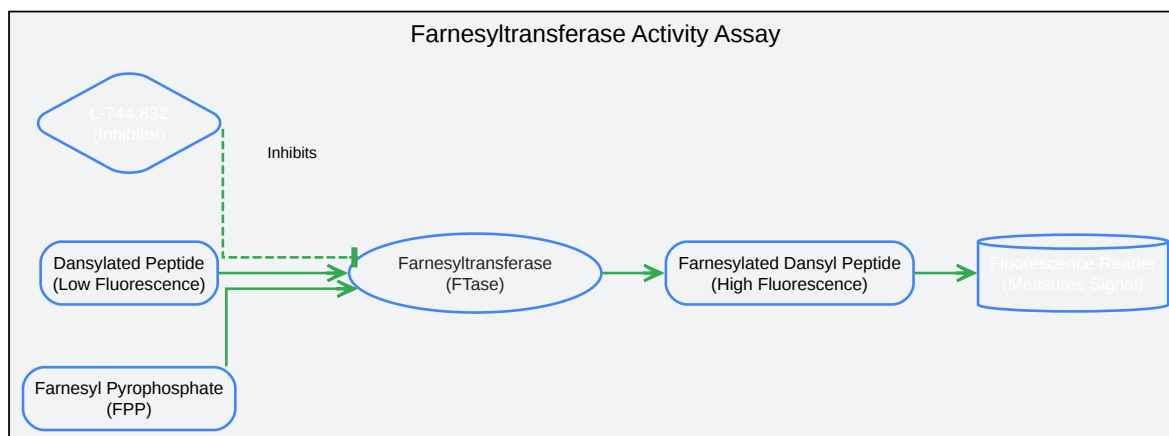 Farnesyltransferase Activity Assay
L-744,832
(Inhibitor)
Inhibits
Dansylated Peptide
(Low Fluorescence)
Farnesyltransferase
(FTase)
Farnesylated Dansyl Peptide
(High Fluorescence)
Fluorescence Reader
(Measures Signal)
Farnesyl Pyrophosphate
(FPP)